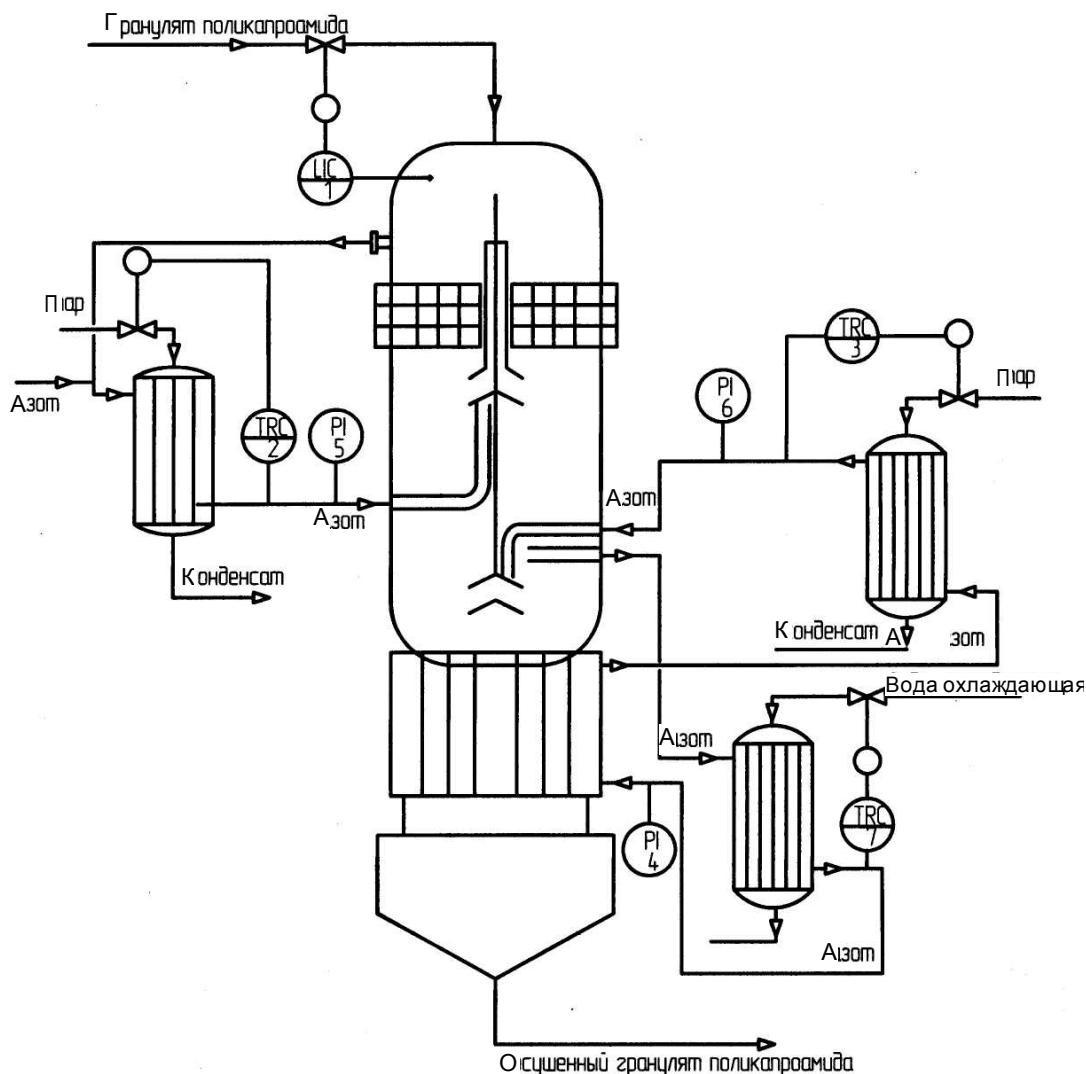 Гранулят поликапроамида
LIC
1
Пар
Азот
TRC
2
PI
5
Азот
Конденсат
TRC
3
PI
6
Пар
Азот
Конденсат
Азот
Вода охлаждающая
Азот
TRC
7
PI
4
Азот
Осушенный гранулят поликапроамида